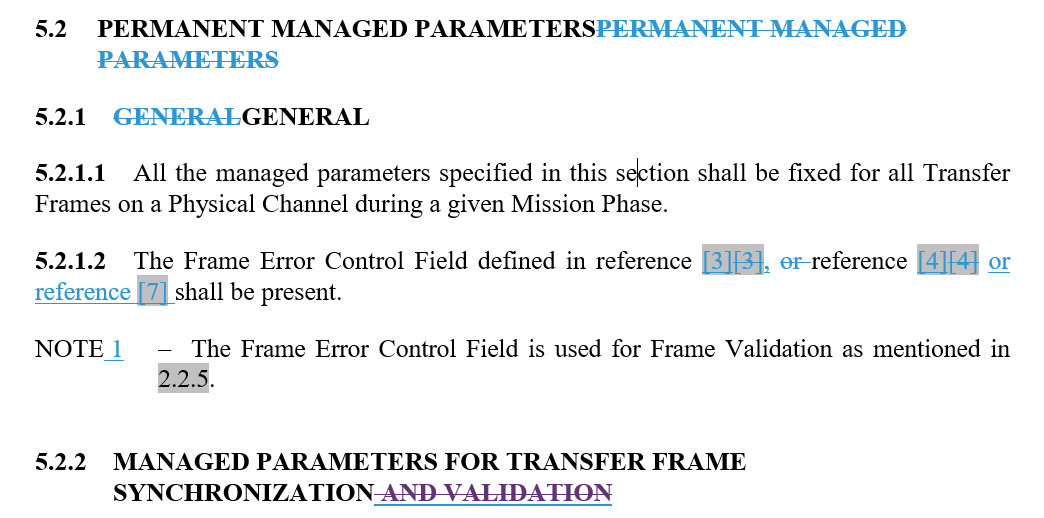 5.2 PERMANENT MANAGED PARAMETERSPERMANENT MANAGED
PARAMETERS
5.2.1 GENERALGENERAL
5.2.1.1 All the managed parameters specified in this section shall be fixed for all Transfer
Frames on a Physical Channel during a given Mission Phase.
5.2.1.2 The Frame Error Control Field defined in reference [3][3], or reference [4][4] or
reference [7] shall be present.
NOTE 1 – The Frame Error Control Field is used for Frame Validation as mentioned in
2.2.5.
5.2.2 MANAGED PARAMETERS FOR TRANSFER FRAME
SYNCHRONIZATION AND VALIDATION